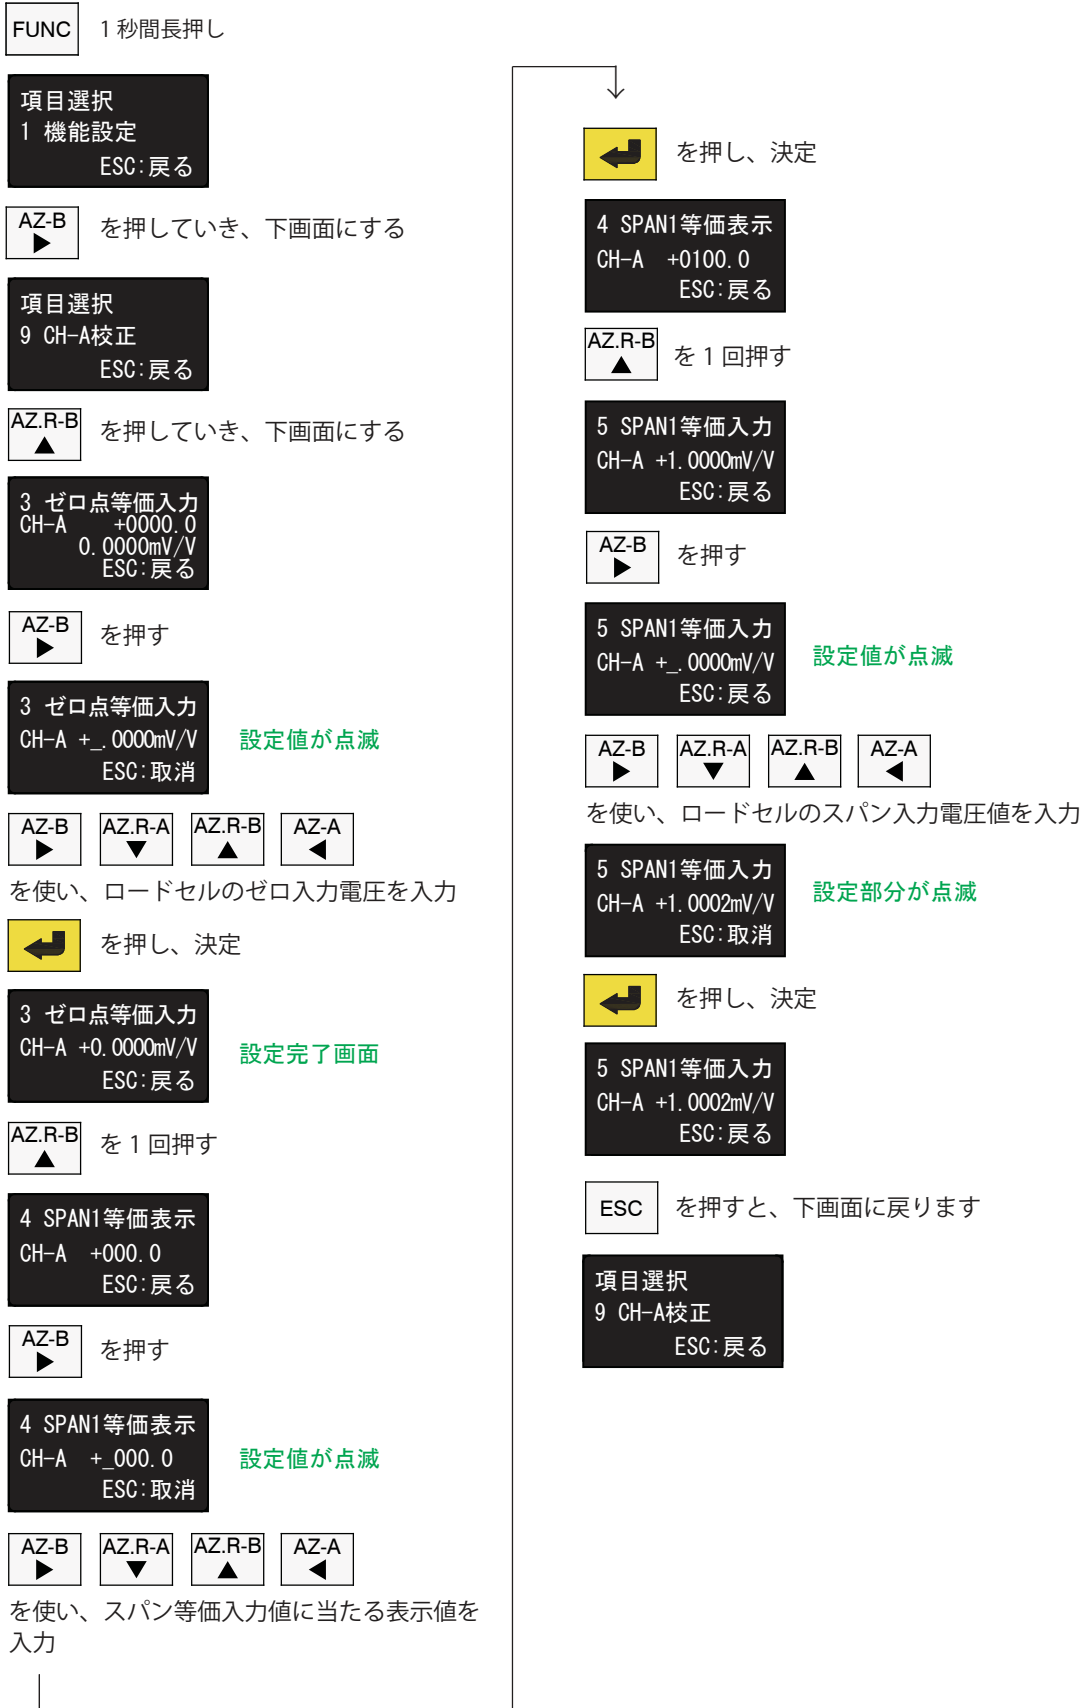 FUNC 1秒間長押し
項目選択
1 機能設定
ESC:戻る
AZ-B を押していき、下画面にする
項目選択
9 CH-A校正
ESC:戻る
AZ.R-B を押していき、下画面にする
3 ゼロ点等価入力
CH-A +0000.0
0.0000mV/V
ESC:戻る
AZ-B を押す
3 ゼロ点等価入力
CH-A +_.0000mV/V 設定値が点滅
ESC:取消
AZ-B AZ.R-A AZ.R-B AZ-A
を使い、ロードセルのゼロ入力電圧を入力
を押し、決定
3 ゼロ点等価入力
CH-A +0.0000mV/V 設定完了画面
ESC:戻る
AZ.R-B を1回押す
4 SPAN1等価表示
CH-A +000.0
ESC:戻る
AZ-B を押す
4 SPAN1等価表示
CH-A +_000.0 設定値が点滅
ESC:取消
AZ-B AZ.R-A AZ.R-B AZ-A
を使い、スパン等価入力値に当たる表示値を
入力
を押し、決定
4 SPAN1等価表示
CH-A +0100.0
ESC:戻る
AZ.R-B を1回押す
5 SPAN1等価入力
CH-A +1.0000mV/V
ESC:戻る
AZ-B を押す
5 SPAN1等価入力
CH-A +_.0000mV/V 設定値が点滅
ESC:戻る
AZ-B AZ.R-A AZ.R-B AZ-A
を使い、ロードセルのスパン入力電圧値を入力
5 SPAN1等価入力
CH-A +1.0002mV/V 設定部分が点滅
ESC:取消
を押し、決定
5 SPAN1等価入力
CH-A +1.0002mV/V
ESC:戻る
ESC を押すと、下画面に戻ります
項目選択
9 CH-A校正
ESC:戻る